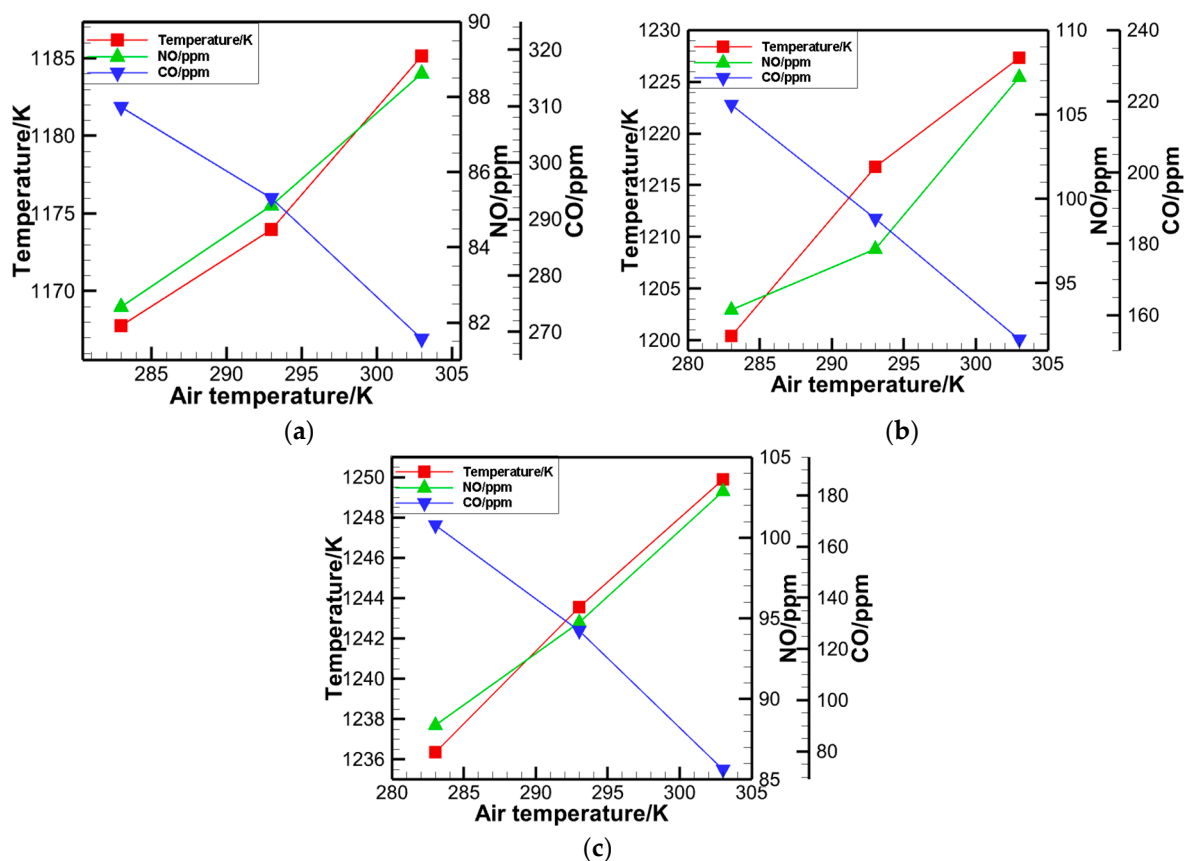 Temperature/K
NO/ppm
CO/ppm
1185
1180
1175
1170
Temperature/K
90
88
86
84
82
NO/ppm
320
310
300
290
280
270
CO/ppm
285 290 295 300 305
Air temperature/K
(a)
Temperature/K
NO/ppm
CO/ppm
1230
1225
1220
1215
1210
1205
1200
Temperature/K
110
105
100
95
NO/ppm
240
220
200
180
160
CO/ppm
280 285 290 295 300 305
Air temperature/K
(b)
Temperature/K
NO/ppm
CO/ppm
1250
1248
1246
1244
1242
1240
1238
1236
Temperature/K
105
100
95
90
85
NO/ppm
180
160
140
120
100
80
CO/ppm
280 285 290 295 300 305
Air temperature/K
(c)